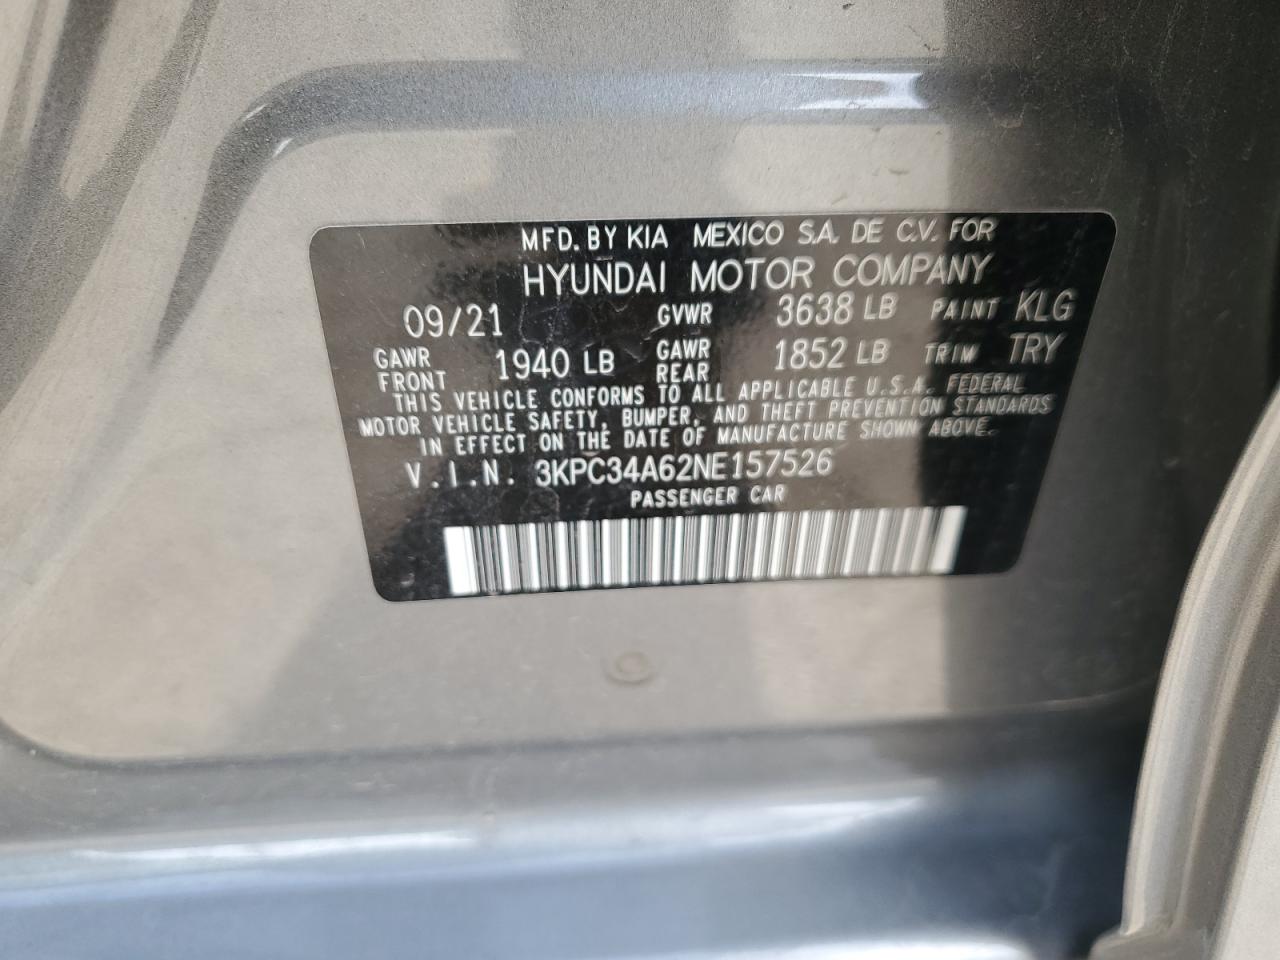 MFD. BY KIA MEXICO S.A. DE C.V. FOR
HYUNDAI MOTOR COMPANY
09/21 GVWR 3638 LB PAINT KLG
GAWR FRONT 1940 LB GAWR REAR 1852 LB TRIM TRY
THIS VEHICLE CONFORMS TO ALL APPLICABLE U.S.A. FEDERAL
MOTOR VEHICLE SAFETY, BUMPER, AND THEFT PREVENTION STANDARDS
IN EFFECT ON THE DATE OF MANUFACTURE SHOWN ABOVE.
V.I.N. 3KPC34A62NE157526
PASSENGER CAR